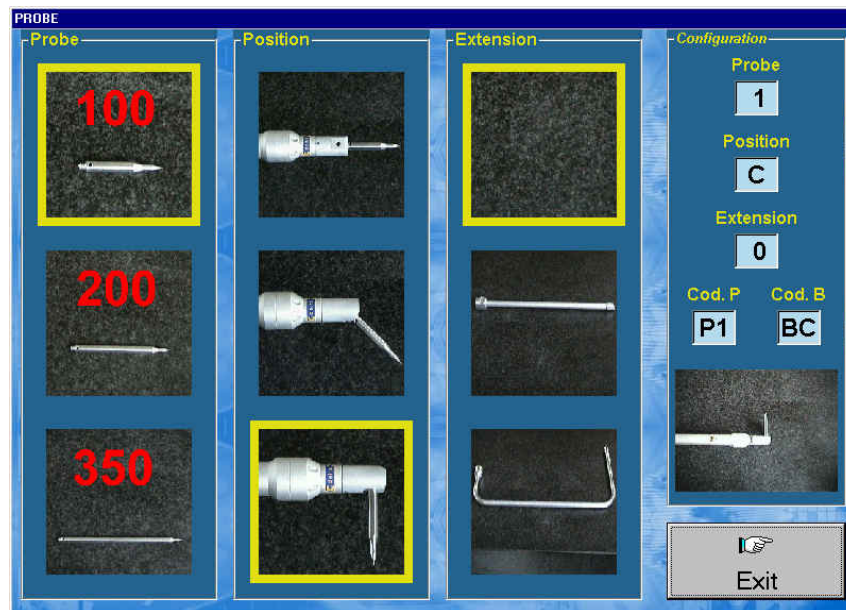 PROBE
Probe
100
200
350
Position
Extension
Configuration
Probe
1
Position
C
Extension
0
Cod. P Cod. B
P1 BC
Exit